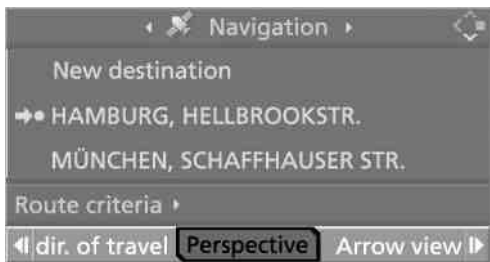 Navigation
New destination
HAMBURG, HELLBROOKSTR.
MÜNCHEN, SCHAFFHAUSER STR.
Route criteria
dir. of travel Perspective Arrow view